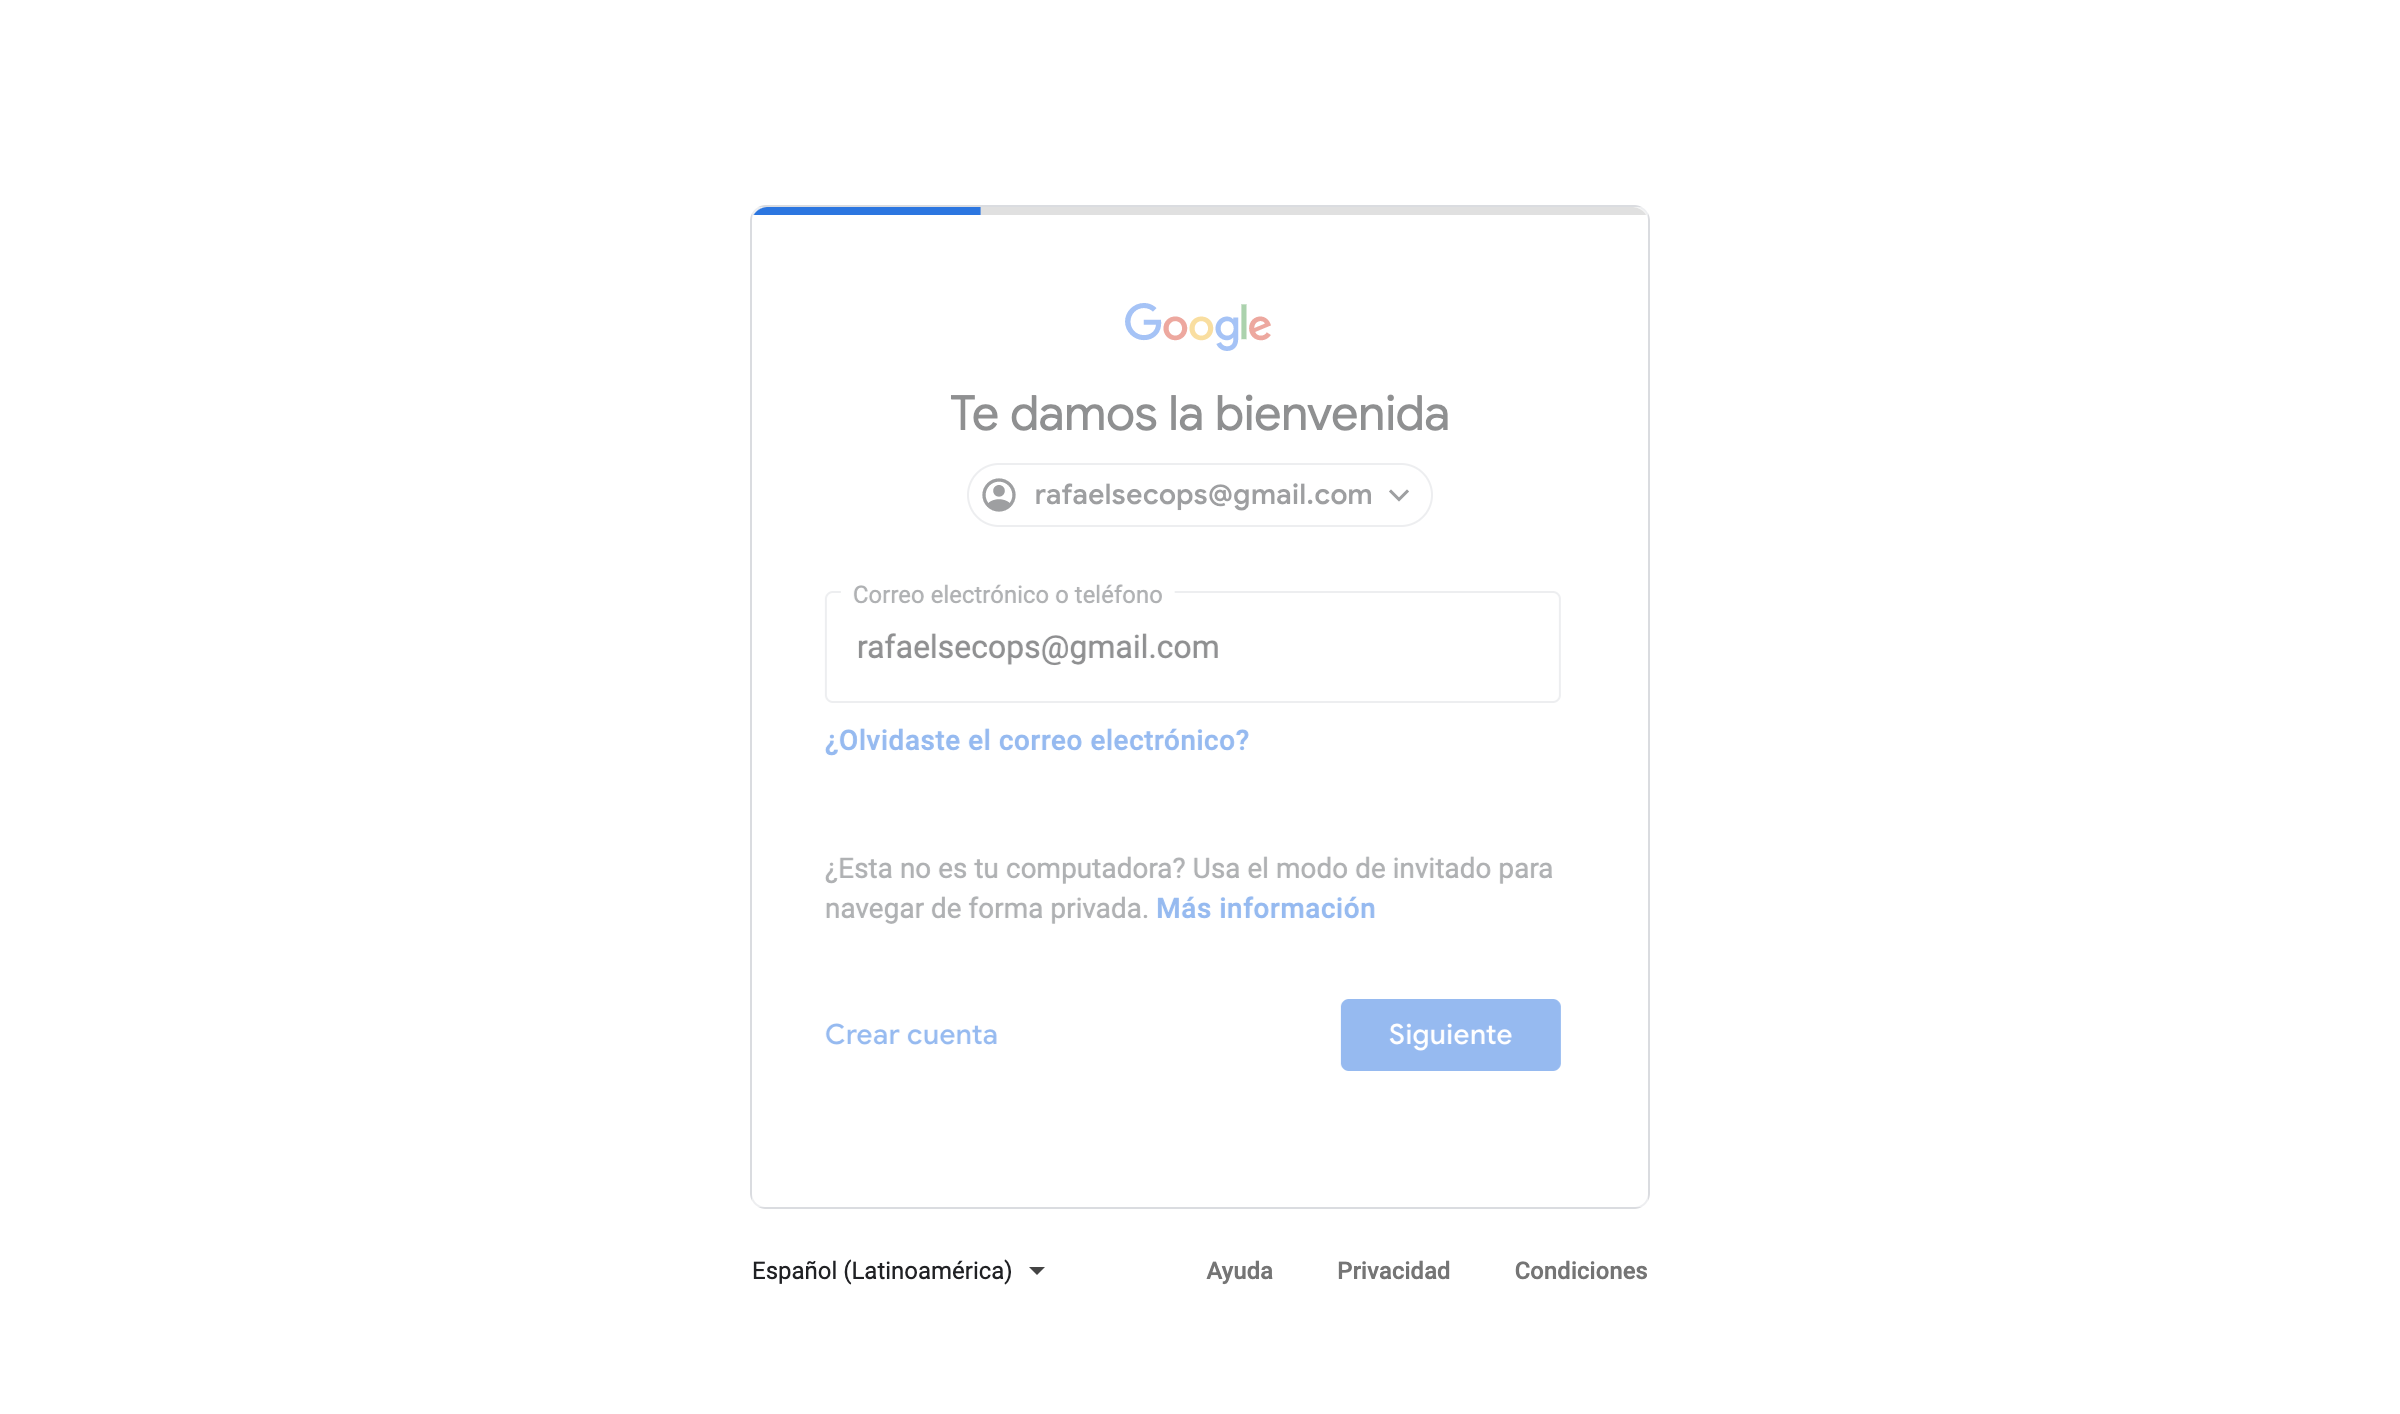 Google
Te damos la bienvenida
rafaelsecops@gmail.com
Correo electrónico o teléfono
rafaelsecops@gmail.com
¿Olvidaste el correo electrónico?
¿Esta no es tu computadora? Usa el modo de invitado para
navegar de forma privada. Más información
Crear cuenta
Siguiente
Español (Latinoamérica)
Ayuda
Privacidad
Condiciones